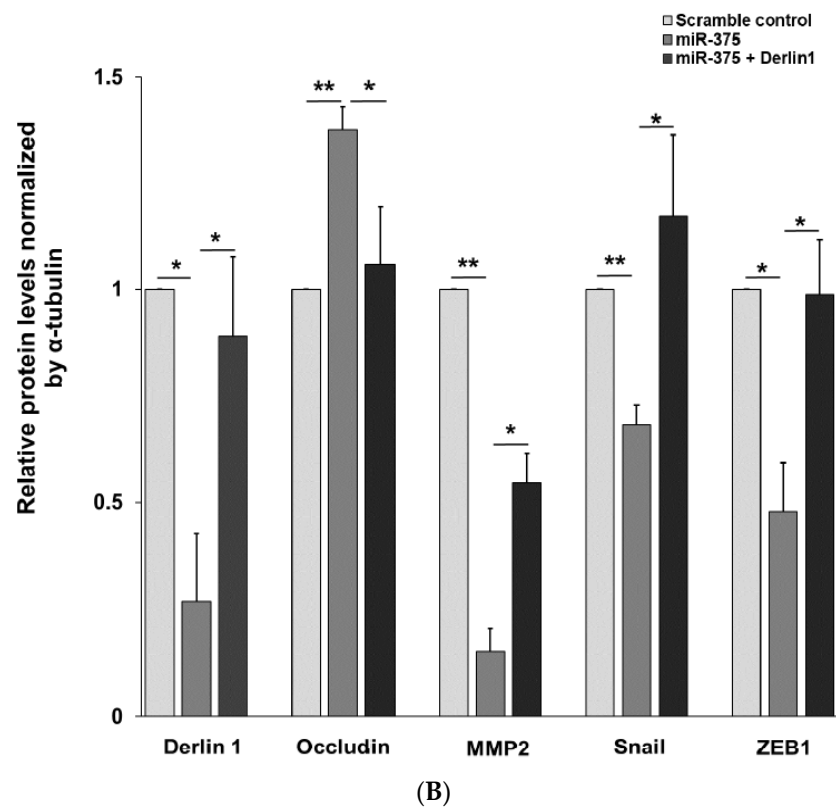 Scramble control
miR-375
miR-375 + Derlin1
Relative protein levels normalized
by α-tubulin
1.5
1
0.5
0
* * ** * ** * ** * * *
Derlin 1 Occludin MMP2 Snail ZEB1
(B)